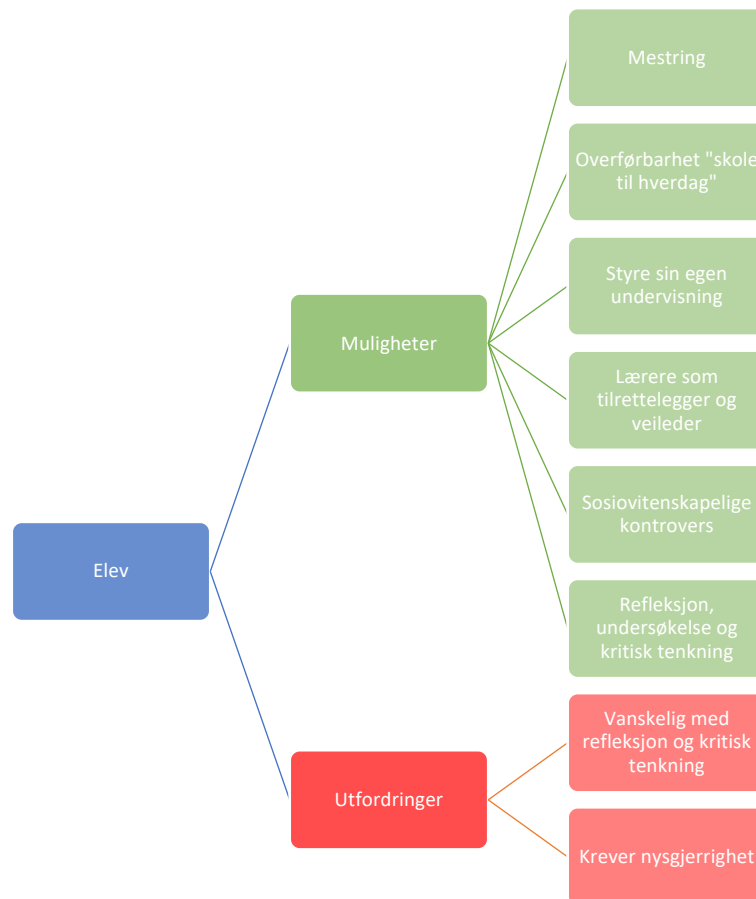 Mestring
Overførbarhet "skole
til hverdag"
Styre sin egen
undervisning
Muligheter
Lærere som
tilrettelegger og
veileder
Sosiovitenskapelige
kontrovers
Elev
Refleksjon,
undersøkelse og
kritisk tenkning
Vanskelig med
refleksjon og kritisk
tenkning
Utfordringer
Krever nysgjerrighet